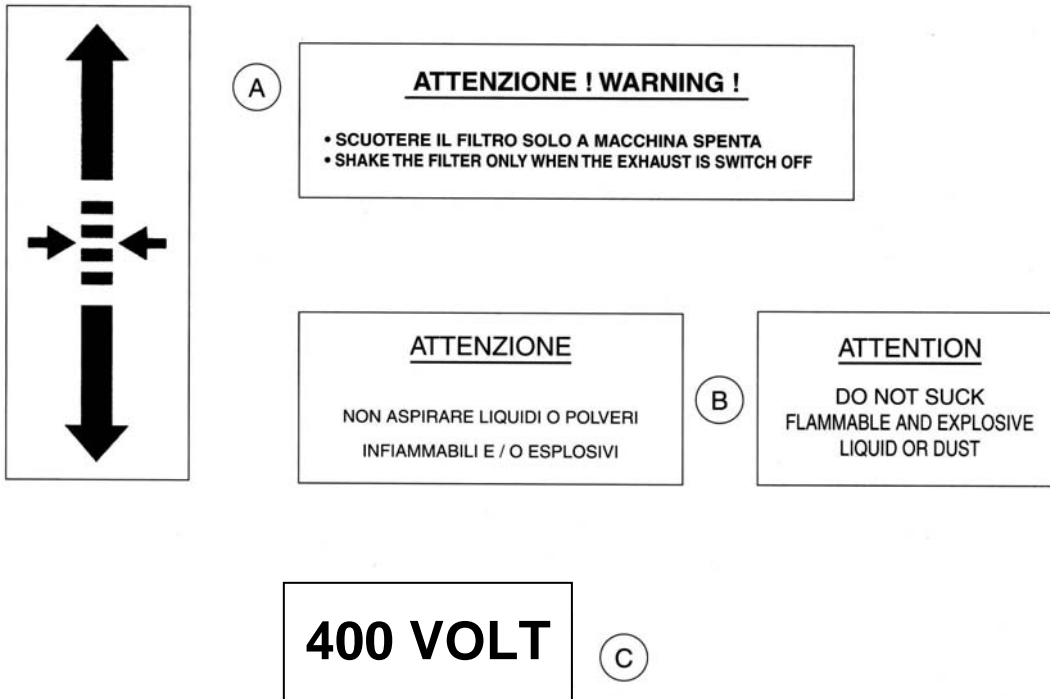 A
ATTENZIONE ! WARNING !
• SCUOTERE IL FILTRO SOLO A MACCHINA SPENTA
• SHAKE THE FILTER ONLY WHEN THE EXHAUST IS SWITCH OFF
ATTENZIONE
NON ASPIRARE LIQUIDI O POLVERI
INFIAMMABILI E / O ESPLOSIVI
B
ATTENTION
DO NOT SUCK
FLAMMABLE AND EXPLOSIVE
LIQUID OR DUST
400 VOLT
C